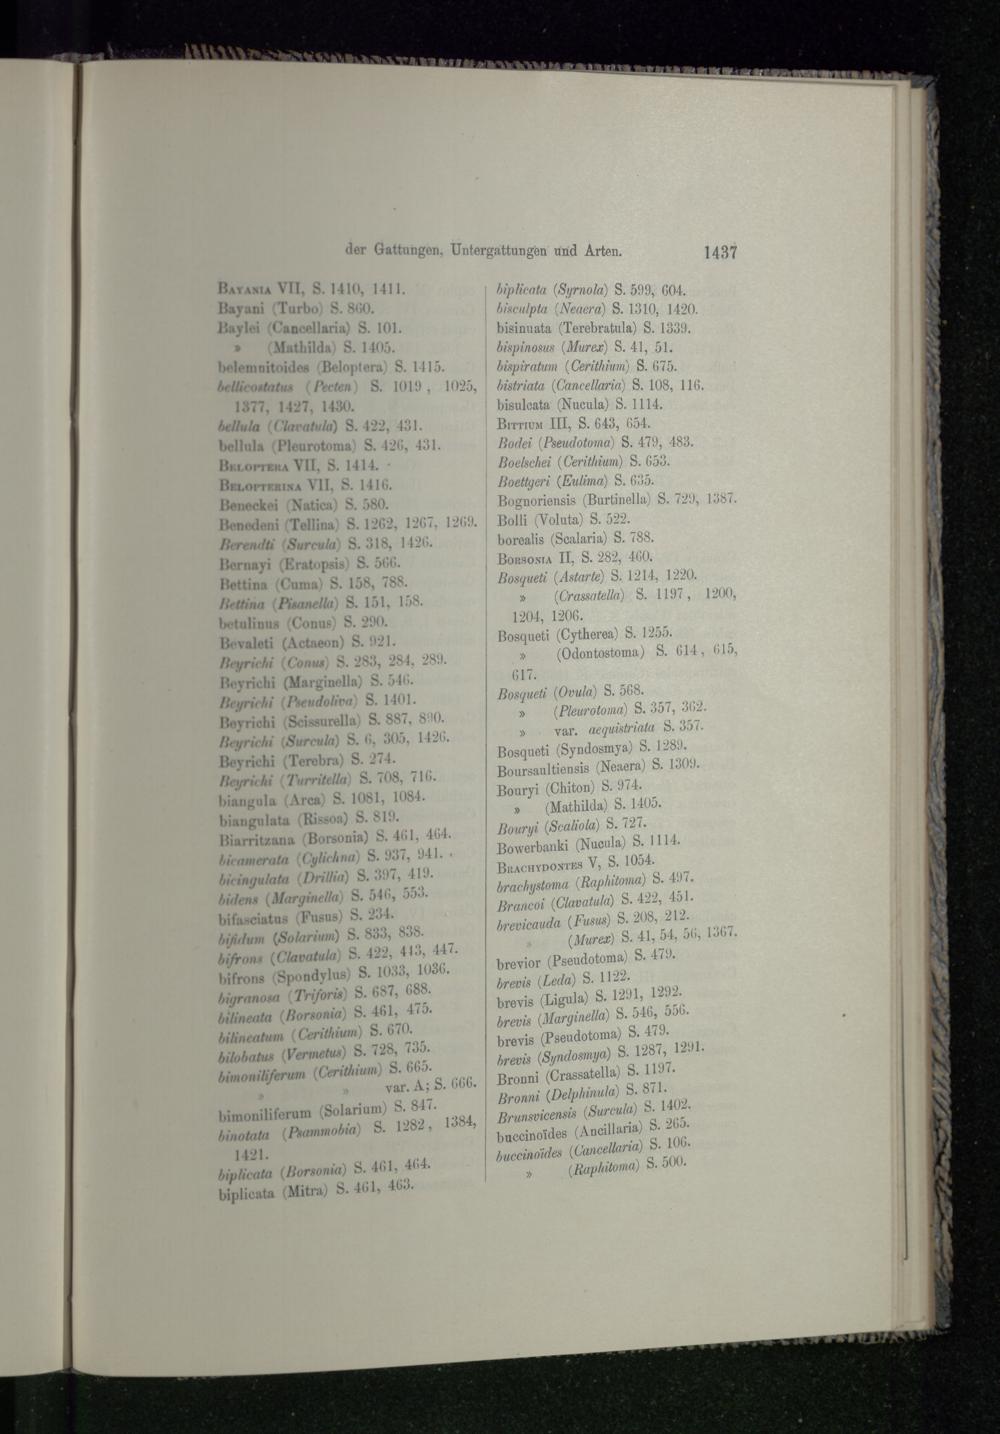 der Gattungen, Untergattungen und Arten. 1437
BAYANIA VII, S. 1410, 1411.
Bayani (Turbo) S. 860.
Baylei (Cancellaria) S. 101.
» (Mathilda) S. 1405.
belemnitoides (Beloptera) S. 1415.
bellicostatus (Pecten) S. 1019, 1025,
1377, 1427, 1430.
bellula (Clavatula) S. 422, 431.
bellula (Pleurotoma) S. 426, 431.
BELOPTERA VII, S. 1414.
BELOPTERINA VII, S. 1416.
Beneckei (Natica) S. 580.
Benedeni (Tellina) S. 1262, 1267, 1269.
Berendti (Surcula) S. 318, 1426.
Bernayi (Eratopsis) S. 566.
Bettina (Cuma) S. 158, 788.
Bettina (Pisanella) S. 151, 158.
betulinus (Conus) S. 290.
Bevaleti (Actaeon) S. 921.
Beyrichi (Conus) S. 283, 284, 289.
Beyrichi (Marginella) S. 546.
Beyrichi (Pseudoliva) S. 1401.
Beyrichi (Scissurella) S. 887, 890.
Beyrichi (Surcula) S. 6, 305, 1426.
Beyrichi (Terebra) S. 274.
Beyrichi (Turritella) S. 708, 716.
biangula (Arca) S. 1081, 1084.
biangulata (Rissoa) S. 819.
Biarritzana (Borsonia) S. 461, 464.
bicamerata (Cylichna) S. 937, 941.
bicingulata (Drillia) S. 397, 419.
bidens (Marginella) S. 546, 553.
bifasciatus (Fusus) S. 234.
bifidum (Solarium) S. 833, 838.
bifrons (Clavatula) S. 422, 443, 447.
bifrons (Spondylus) S. 1033, 1036.
bigranosa (Triforis) S. 687, 688.
bilineata (Borsonia) S. 461, 475.
bilineatum (Cerithium) S. 670.
bilobatus (Vermetus) S. 728, 735.
bimoniliferum (Cerithium) S. 665.
» » var. A; S. 666.
bimoniliferum (Solarium) S. 847.
binotata (Psammobia) S. 1282, 1384,
1421.
biplicata (Borsonia) S. 461, 464.
biplicata (Mitra) S. 461, 463.
biplicata (Syrnola) S. 599, 604.
bisculpta (Neaera) S. 1310, 1420.
bisinuata (Terebratula) S. 1339.
bispinosus (Murex) S. 41, 51.
bispiratum (Cerithium) S. 675.
bistriata (Cancellaria) S. 108, 116.
bisulcata (Nucula) S. 1114.
BITTIUM III, S. 643, 654.
Bodei (Pseudotoma) S. 479, 483.
Boelschei (Cerithium) S. 653.
Boettgeri (Eulima) S. 635.
Bognoriensis (Burtinella) S. 729, 1387.
Bolli (Voluta) S. 522.
borealis (Scalaria) S. 788.
BORSONIA II, S. 282, 460.
Bosqueti (Astarte) S. 1214, 1220.
» (Crassatella) S. 1197, 1200,
1204, 1206.
Bosqueti (Cytherea) S. 1255.
» (Odontostoma) S. 614, 615,
617.
Bosqueti (Ovula) S. 568.
» (Pleurotoma) S. 357, 362.
» var. aequistriata S. 357.
Bosqueti (Syndosmya) S. 1289.
Boursaultiensis (Neaera) S. 1309.
Bouryi (Chiton) S. 974.
» (Mathilda) S. 1405.
Bouryi (Scaliola) S. 727.
Bowerbanki (Nucula) S. 1114.
BRACHYDONTES V, S. 1054.
brachystoma (Raphitoma) S. 497.
Brancoi (Clavatula) S. 422, 451.
brevicauda (Fusus) S. 208, 212.
» (Murex) S. 41, 54, 56, 1367.
brevior (Pseudotoma) S. 479.
brevis (Leda) S. 1122.
brevis (Ligula) S. 1291, 1292.
brevis (Marginella) S. 546, 556.
brevis (Pseudotoma) S. 479.
brevis (Syndosmya) S. 1287, 1291.
Bronni (Crassatella) S. 1197.
Bronni (Delphinula) S. 871.
Brunsvicensis (Surcula) S. 1402.
buccinoïdes (Ancillaria) S. 265.
buccinoïdes (Cancellaria) S. 106.
» (Raphitoma) S. 500.